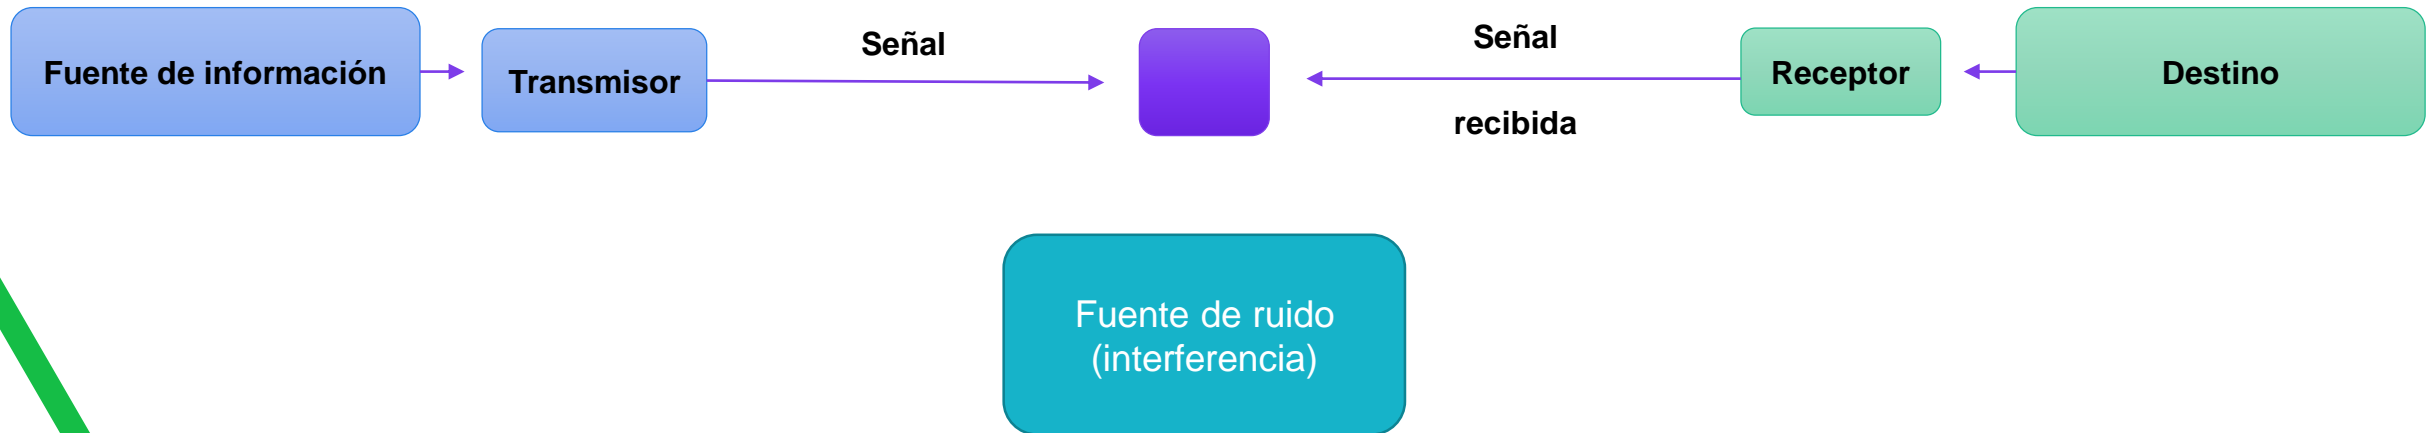 Fuente de información
Transmisor
Señal
Señal
recibida
Receptor
Destino
Fuente de ruido
(interferencia)